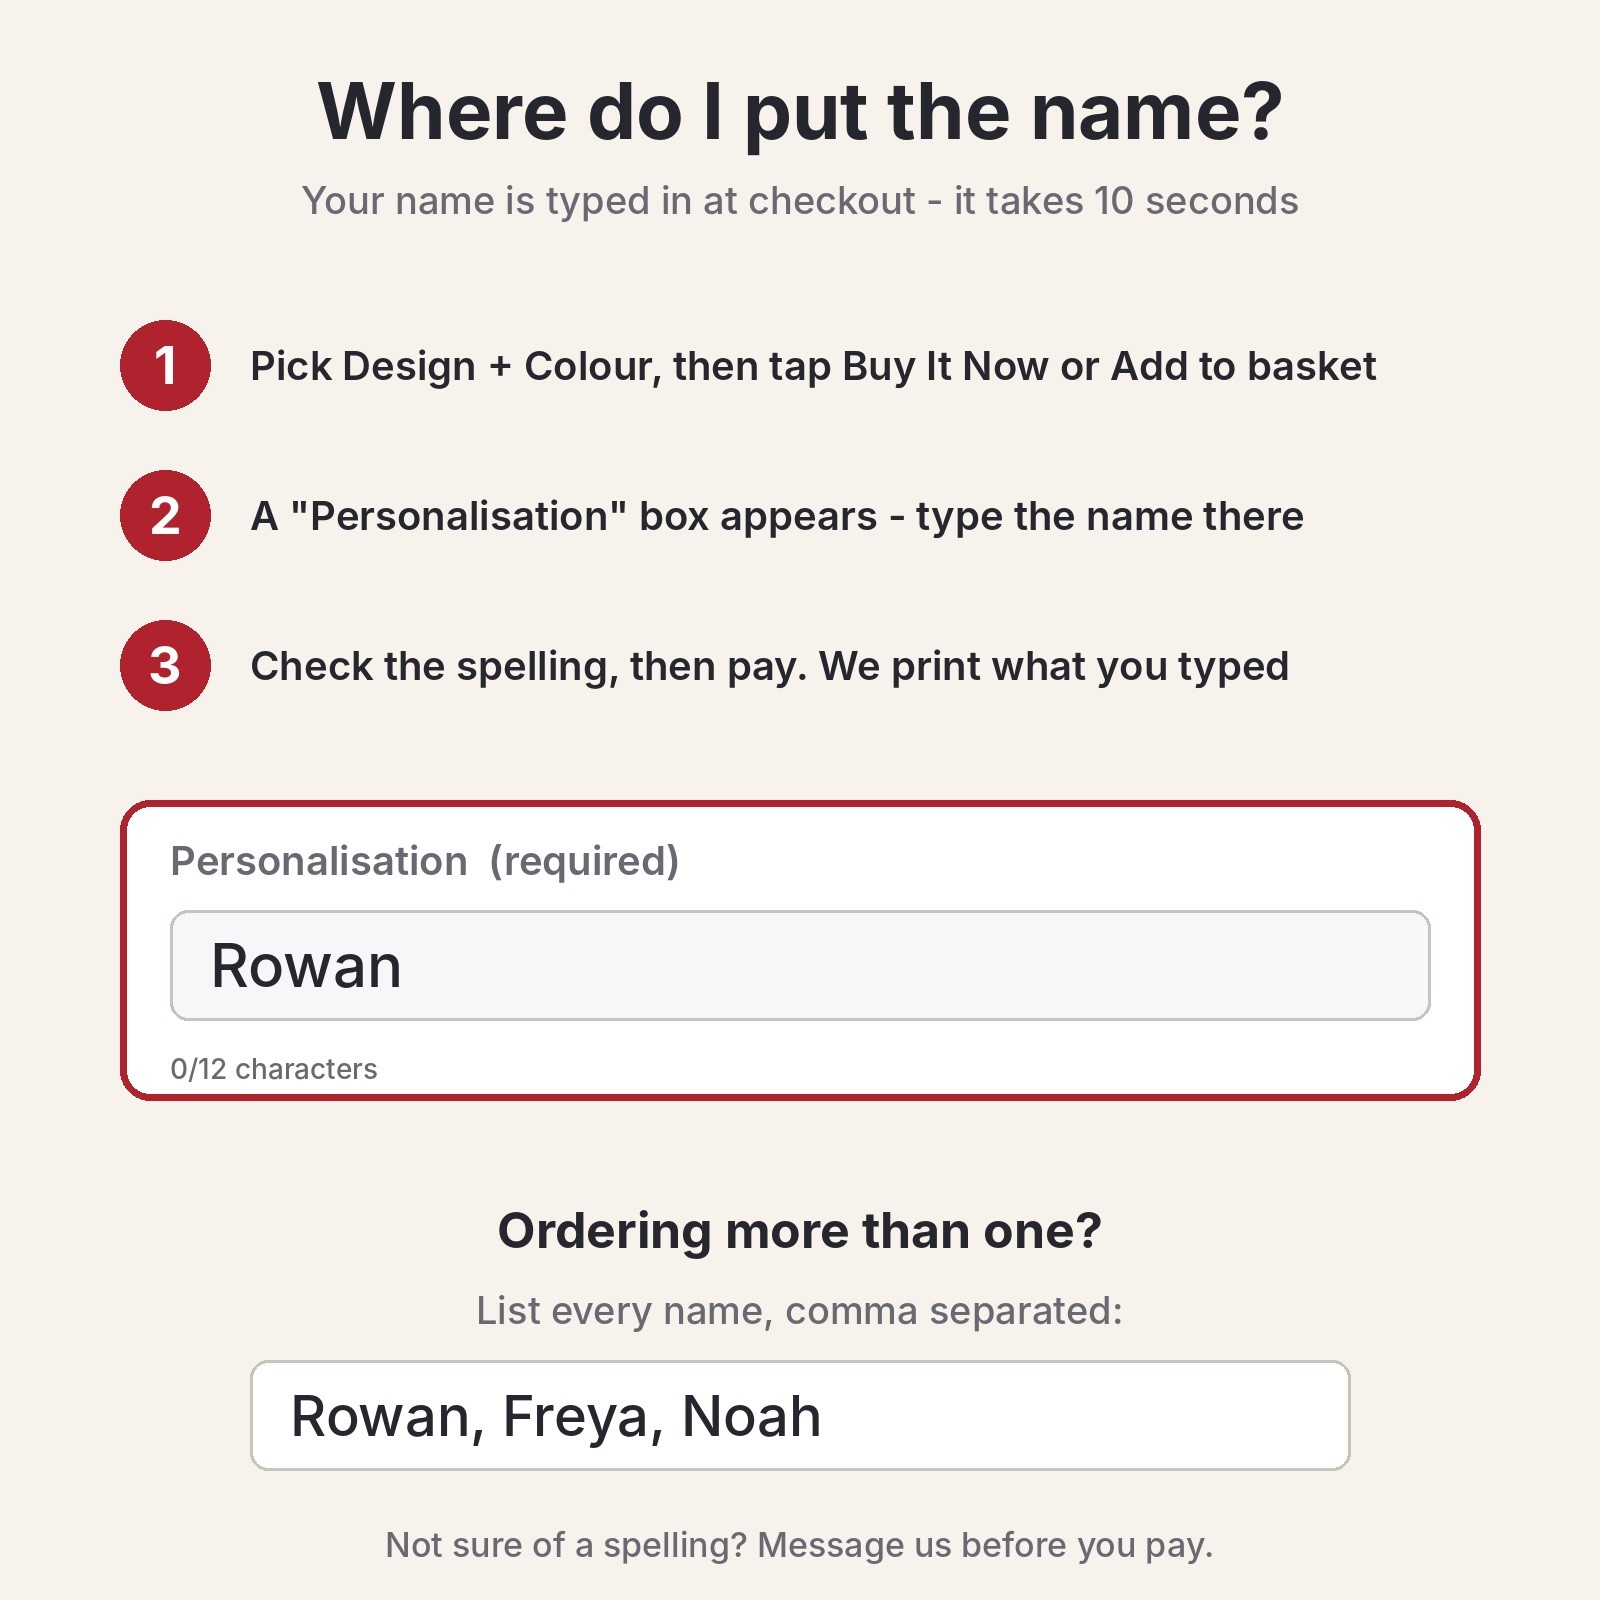 Where do I put the name?
Your name is typed in at checkout - it takes 10 seconds
1 Pick Design + Colour, then tap Buy It Now or Add to basket
2 A "Personalisation" box appears - type the name there
3 Check the spelling, then pay. We print what you typed
Personalisation (required)
Rowan
0/12 characters
Ordering more than one?
List every name, comma separated:
Rowan, Freya, Noah
Not sure of a spelling? Message us before you pay.